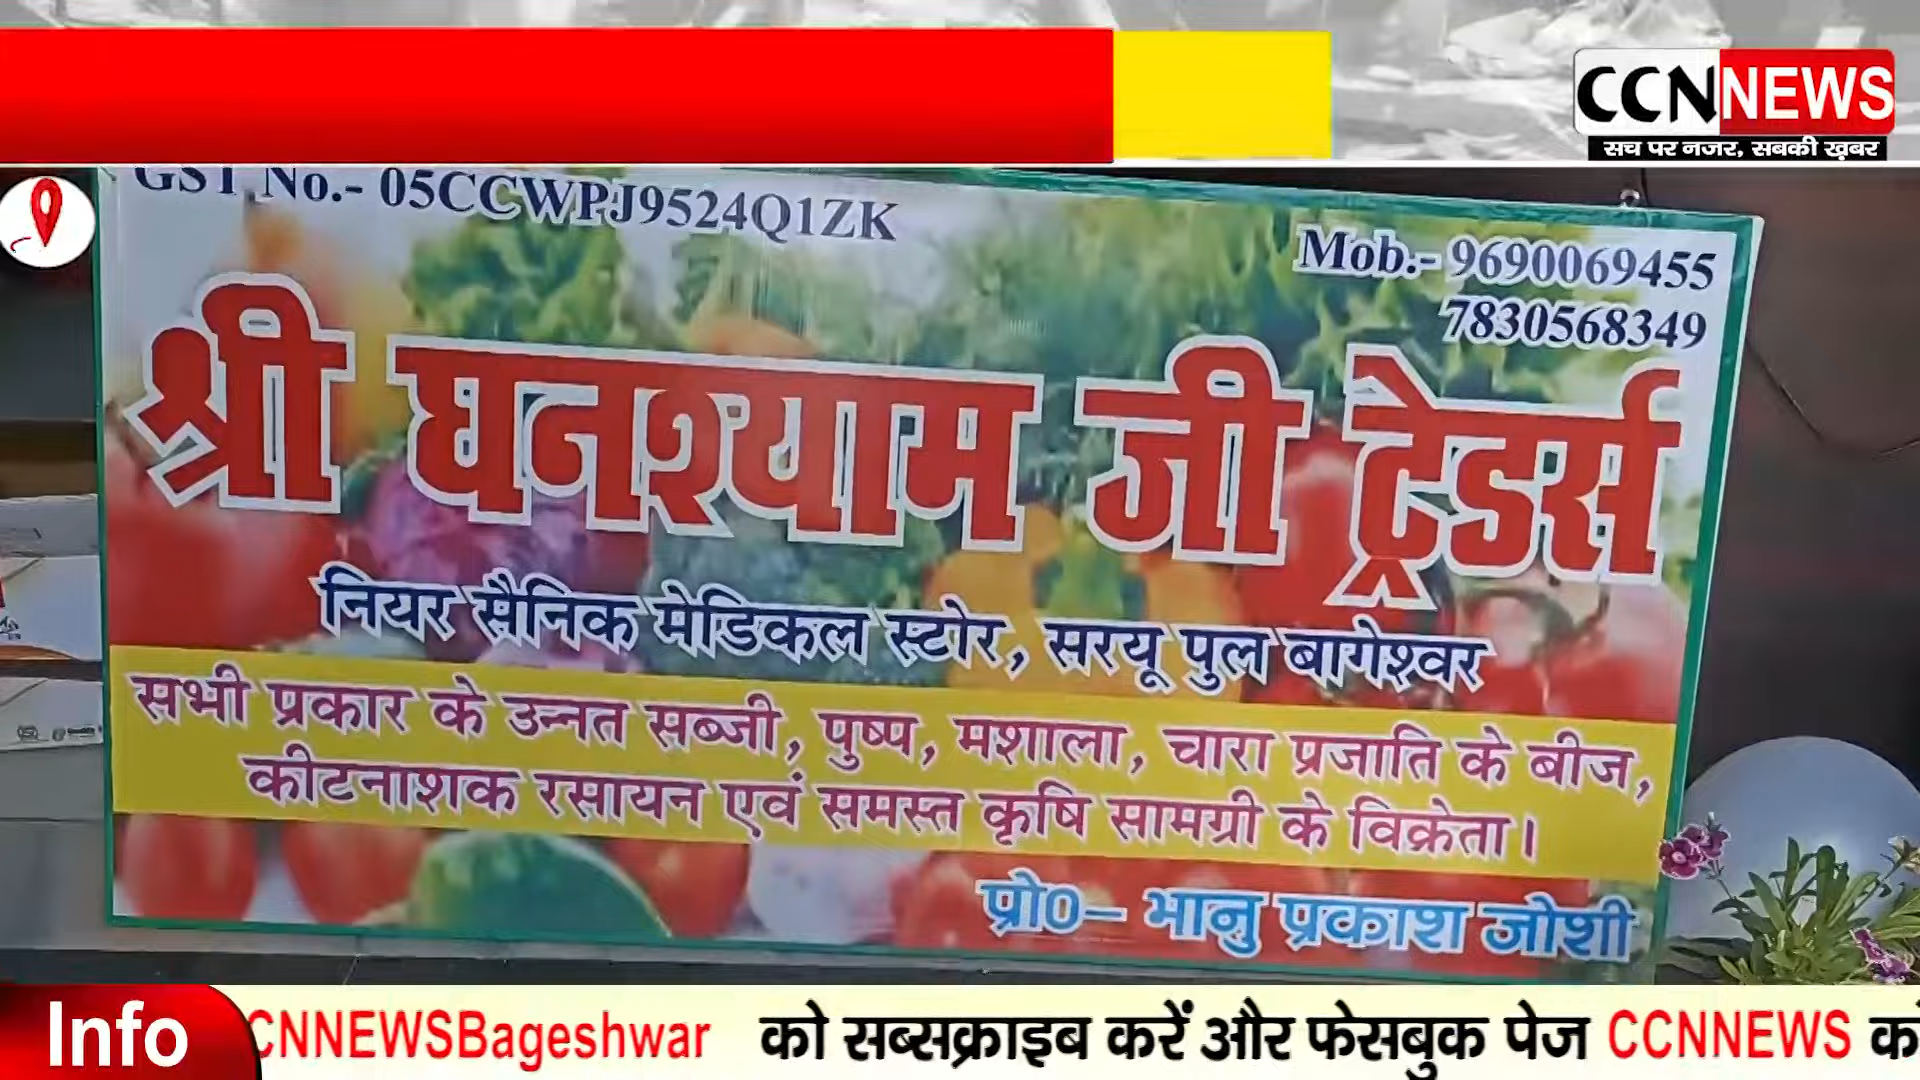 CCNNEWS
सच पर नजर, सबकी ख़बर
GST No.- 05CCWPJ9524Q1ZK
Mob.- 9690069455
7830568349
श्री घनश्याम जी ट्रेडर्स
नियर सैनिक मेडिकल स्टोर, सरयू पुल बागेश्वर
सभी प्रकार के उन्नत सब्जी, पुष्प, मशाला, चारा प्रजाति के बीज,
कीटनाशक रसायन एवं समस्त कृषि सामग्री के विक्रेता।
प्रो०– भानु प्रकाश जोशी
Info CNNEWSBageshwar को सब्सक्राइब करें और फेसबुक पेज CCNNEWS को